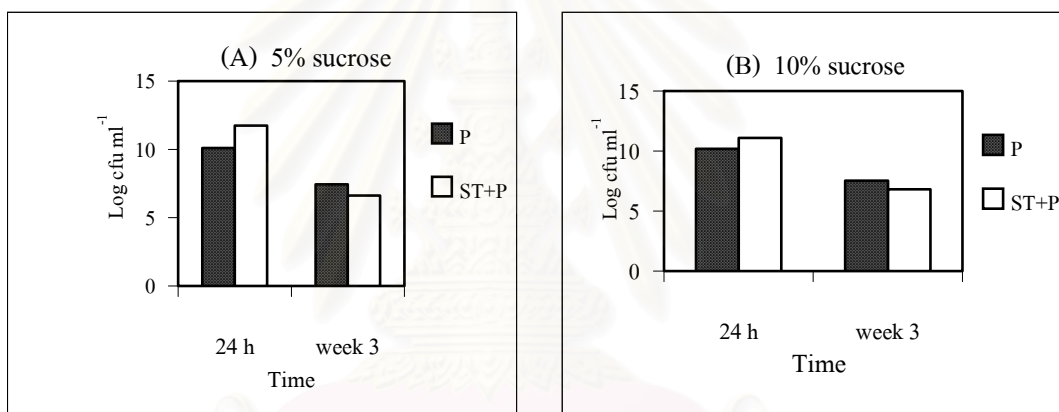 (A) 5% sucrose
15
10
5
0
Log cfu ml-1
24 h week 3
Time
P
ST+P
(B) 10% sucrose
15
10
5
0
Log cfu ml-1
24 h week 3
Time
P
ST+P